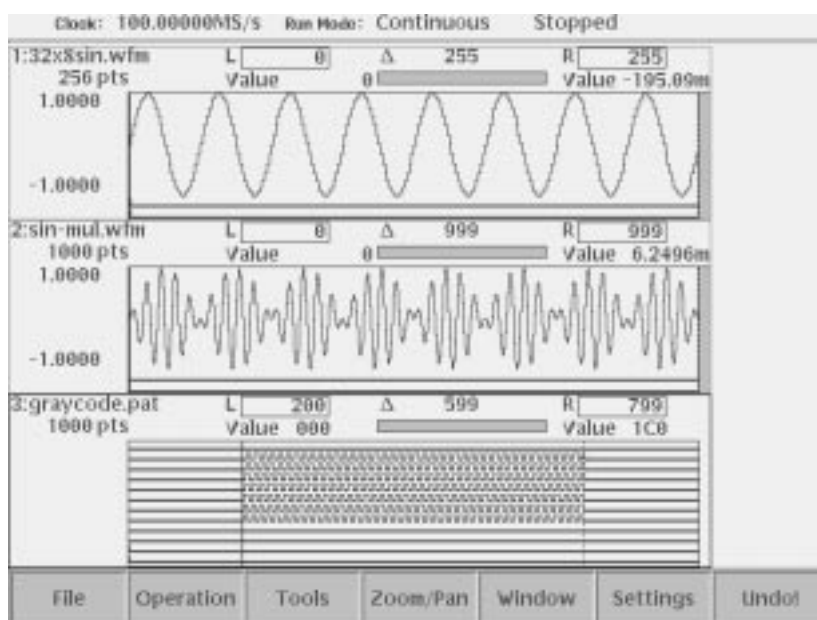 Clock: 100.00000MS/s Run Mode: Continuous Stopped
1:32x8sin.wfm L 0 Δ 255 R 255
256 pts Value 0 Value -195.09m
1.0000
-1.0000
2:sin-mul.wfm L 0 Δ 999 R 999
1000 pts Value 0 Value 6.2496m
1.0000
-1.0000
3:graycode.pat L 200 Δ 599 R 799
1000 pts Value 000 Value 1C0
File Operation Tools Zoom/Pan Window Settings Undo!